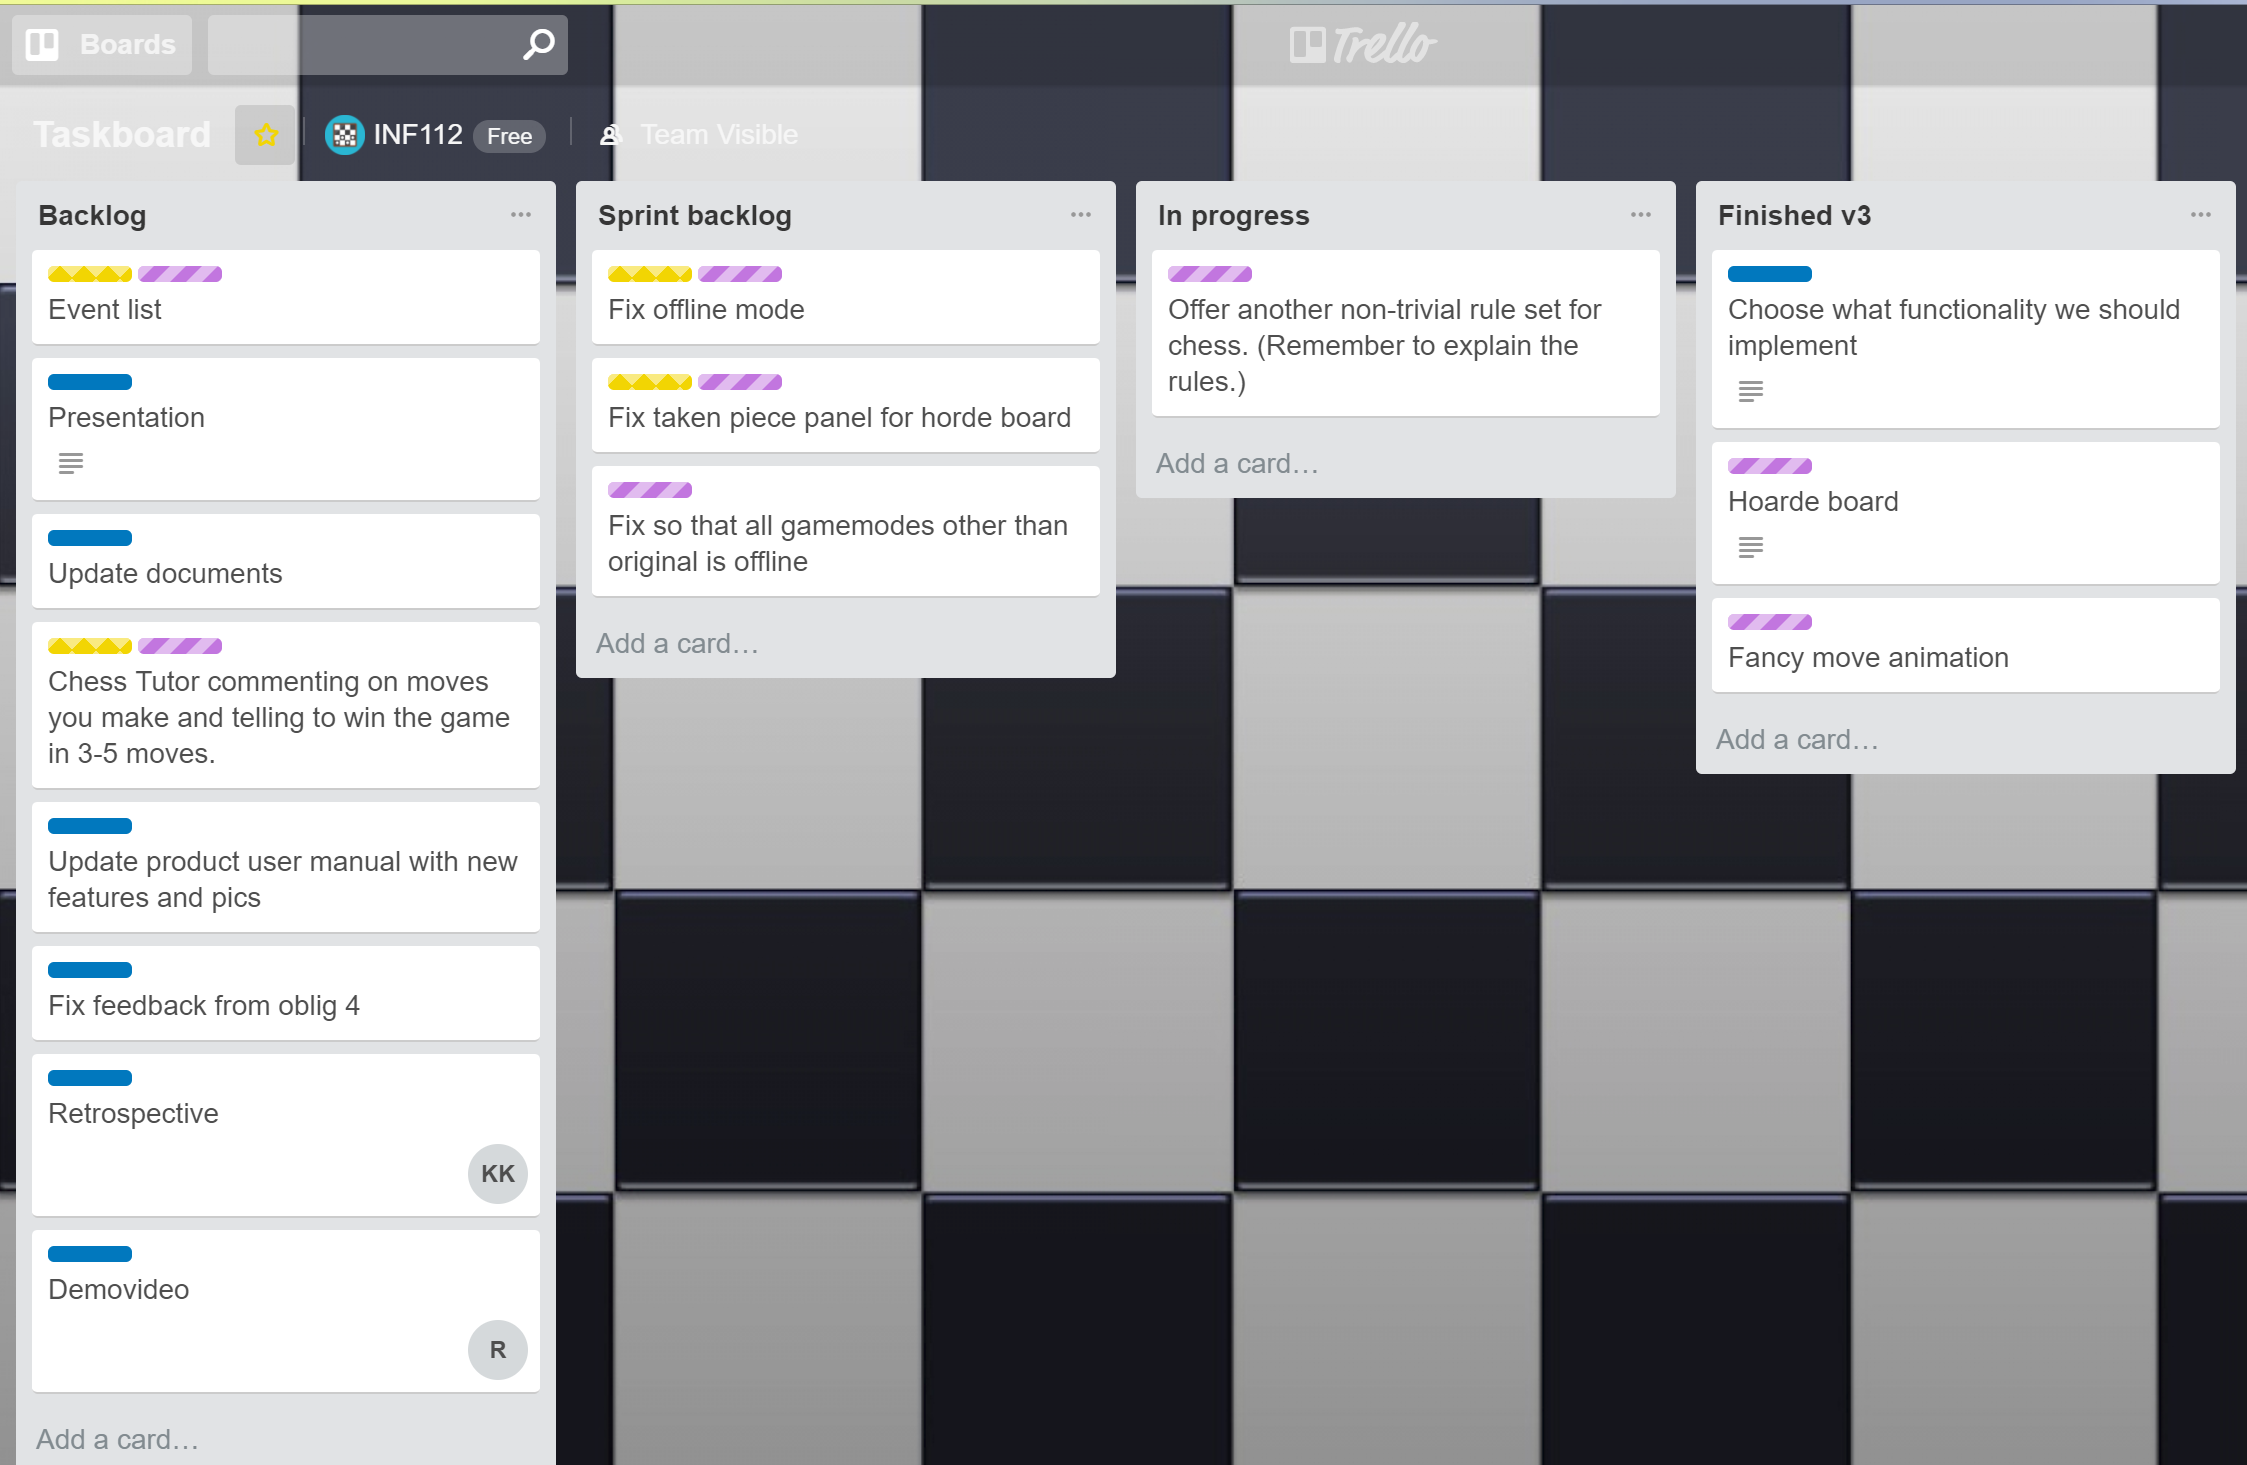 Boards
Trello
Taskboard
INF112 Free
Team Visible
Backlog
Event list
Presentation
Update documents
Chess Tutor commenting on moves
you make and telling to win the game
in 3-5 moves.
Update product user manual with new
features and pics
Fix feedback from oblig 4
Retrospective
KK
Demovideo
R
Add a card…
Sprint backlog
Fix offline mode
Fix taken piece panel for horde board
Fix so that all gamemodes other than
original is offline
Add a card…
In progress
Offer another non-trivial rule set for
chess. (Remember to explain the
rules.)
Add a card…
Finished v3
Choose what functionality we should
implement
Hoarde board
Fancy move animation
Add a card…